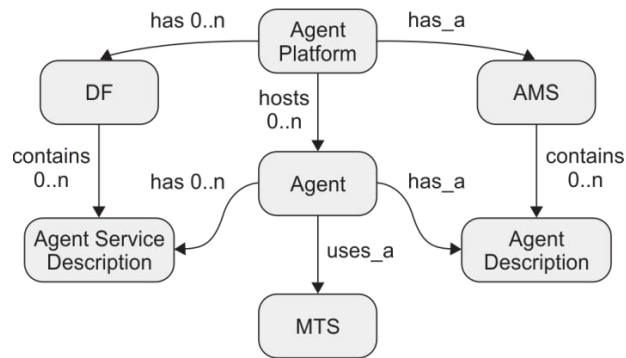 has 0..n
Agent
Platform
has_a
DF
hosts
0..n
AMS
contains
0..n
has 0..n
Agent
has_a
contains
0..n
Agent Service
Description
uses_a
Agent
Description
MTS